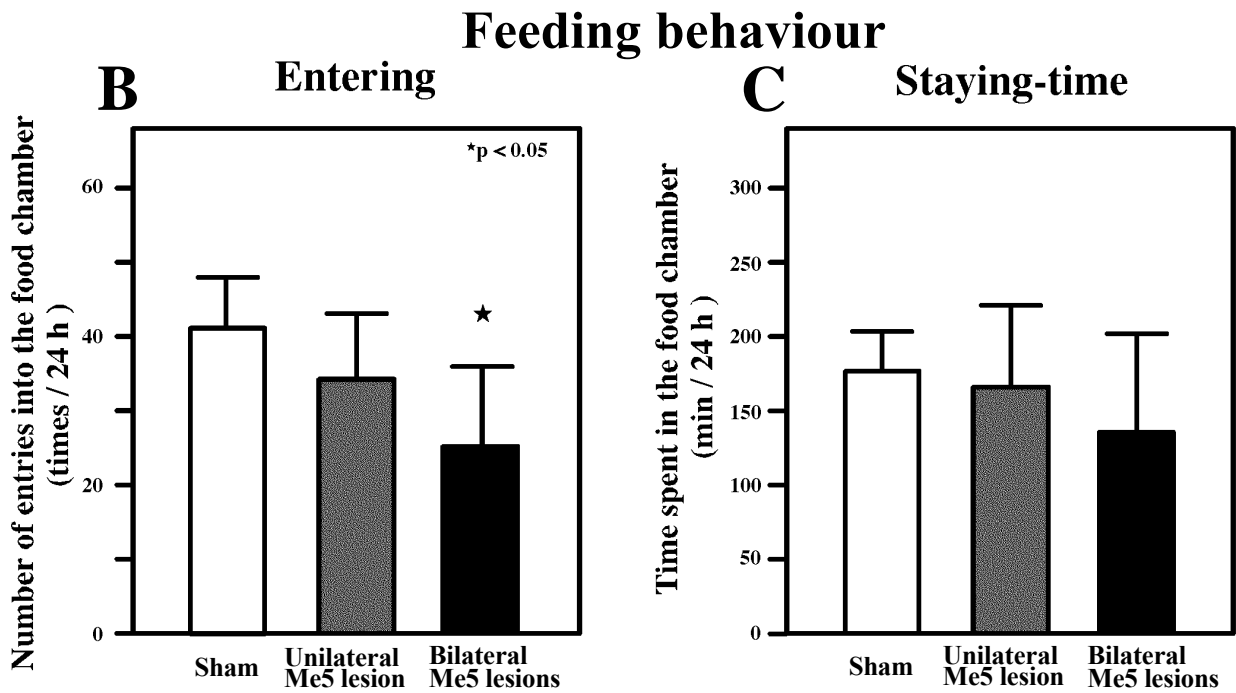 Feeding behaviour
B
Entering
Number of entries into the food chamber
(times / 24 h )
★p < 0.05
60
40
20
0
★
Sham
Unilateral
Me5 lesion
Bilateral
Me5 lesions
C
Staying-time
Time spent in the food chamber
(min / 24 h )
300
250
200
150
100
50
0
Sham
Unilateral
Me5 lesion
Bilateral
Me5 lesions